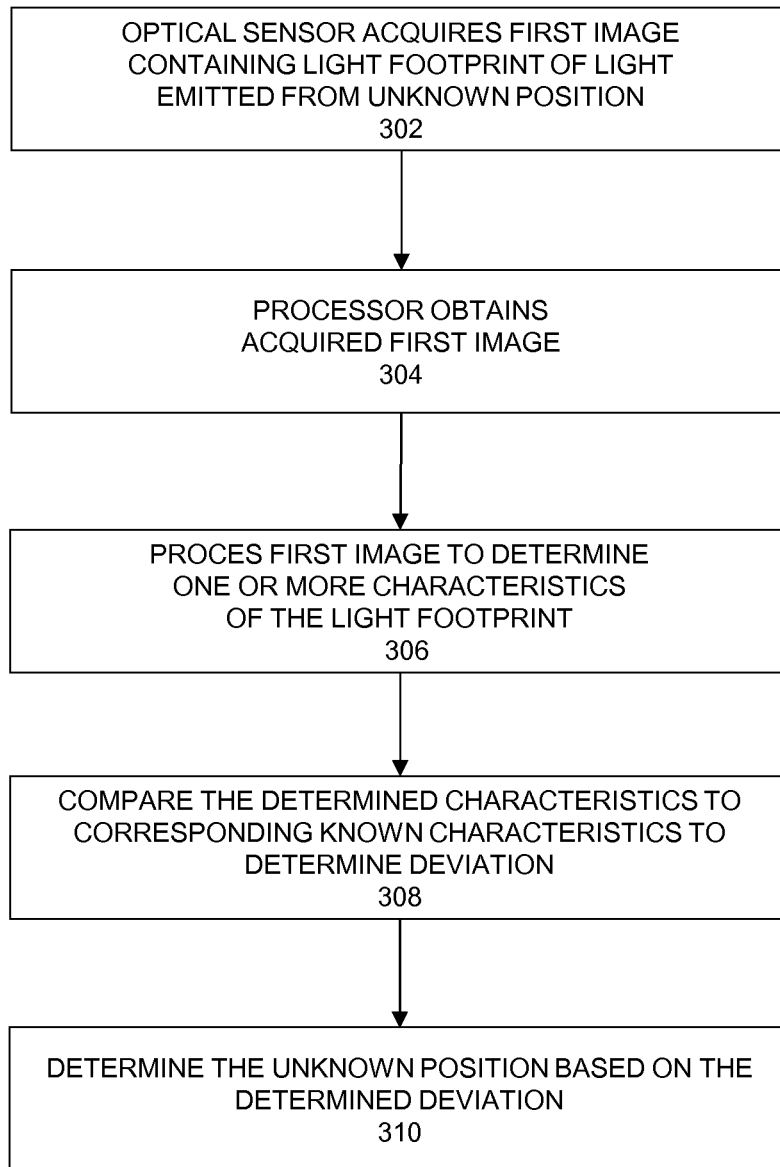 OPTICAL SENSOR ACQUIRES FIRST IMAGE
CONTAINING LIGHT FOOTPRINT OF LIGHT
EMITTED FROM UNKNOWN POSITION
302
PROCESSOR OBTAINS
ACQUIRED FIRST IMAGE
304
PROCES FIRST IMAGE TO DETERMINE
ONE OR MORE CHARACTERISTICS
OF THE LIGHT FOOTPRINT
306
COMPARE THE DETERMINED CHARACTERISTICS TO
CORRESPONDING KNOWN CHARACTERISTICS TO
DETERMINE DEVIATION
308
DETERMINE THE UNKNOWN POSITION BASED ON THE
DETERMINED DEVIATION
310